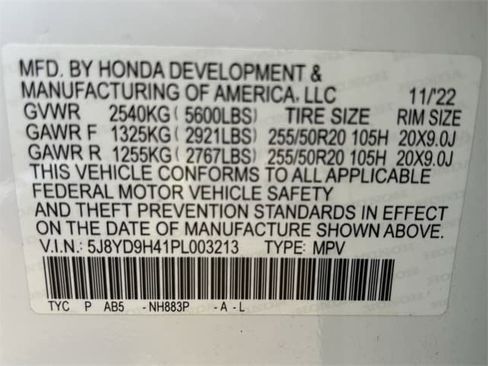 MFD. BY HONDA DEVELOPMENT &
MANUFACTURING OF AMERICA, LLC 11/22
GVWR 2540KG ( 5600LBS) TIRE SIZE RIM SIZE
GAWR F 1325KG ( 2921LBS) 255/50R20 105H 20X9.0J
GAWR R 1255KG ( 2767LBS) 255/50R20 105H 20X9.0J
THIS VEHICLE CONFORMS TO ALL APPLICABLE
FEDERAL MOTOR VEHICLE SAFETY
AND THEFT PREVENTION STANDARDS IN EFFECT
ON THE DATE OF MANUFACTURE SHOWN ABOVE.
V.I.N.: 5J8YD9H41PL003213 TYPE: MPV
TYC P AB5 -NH883P -A-L